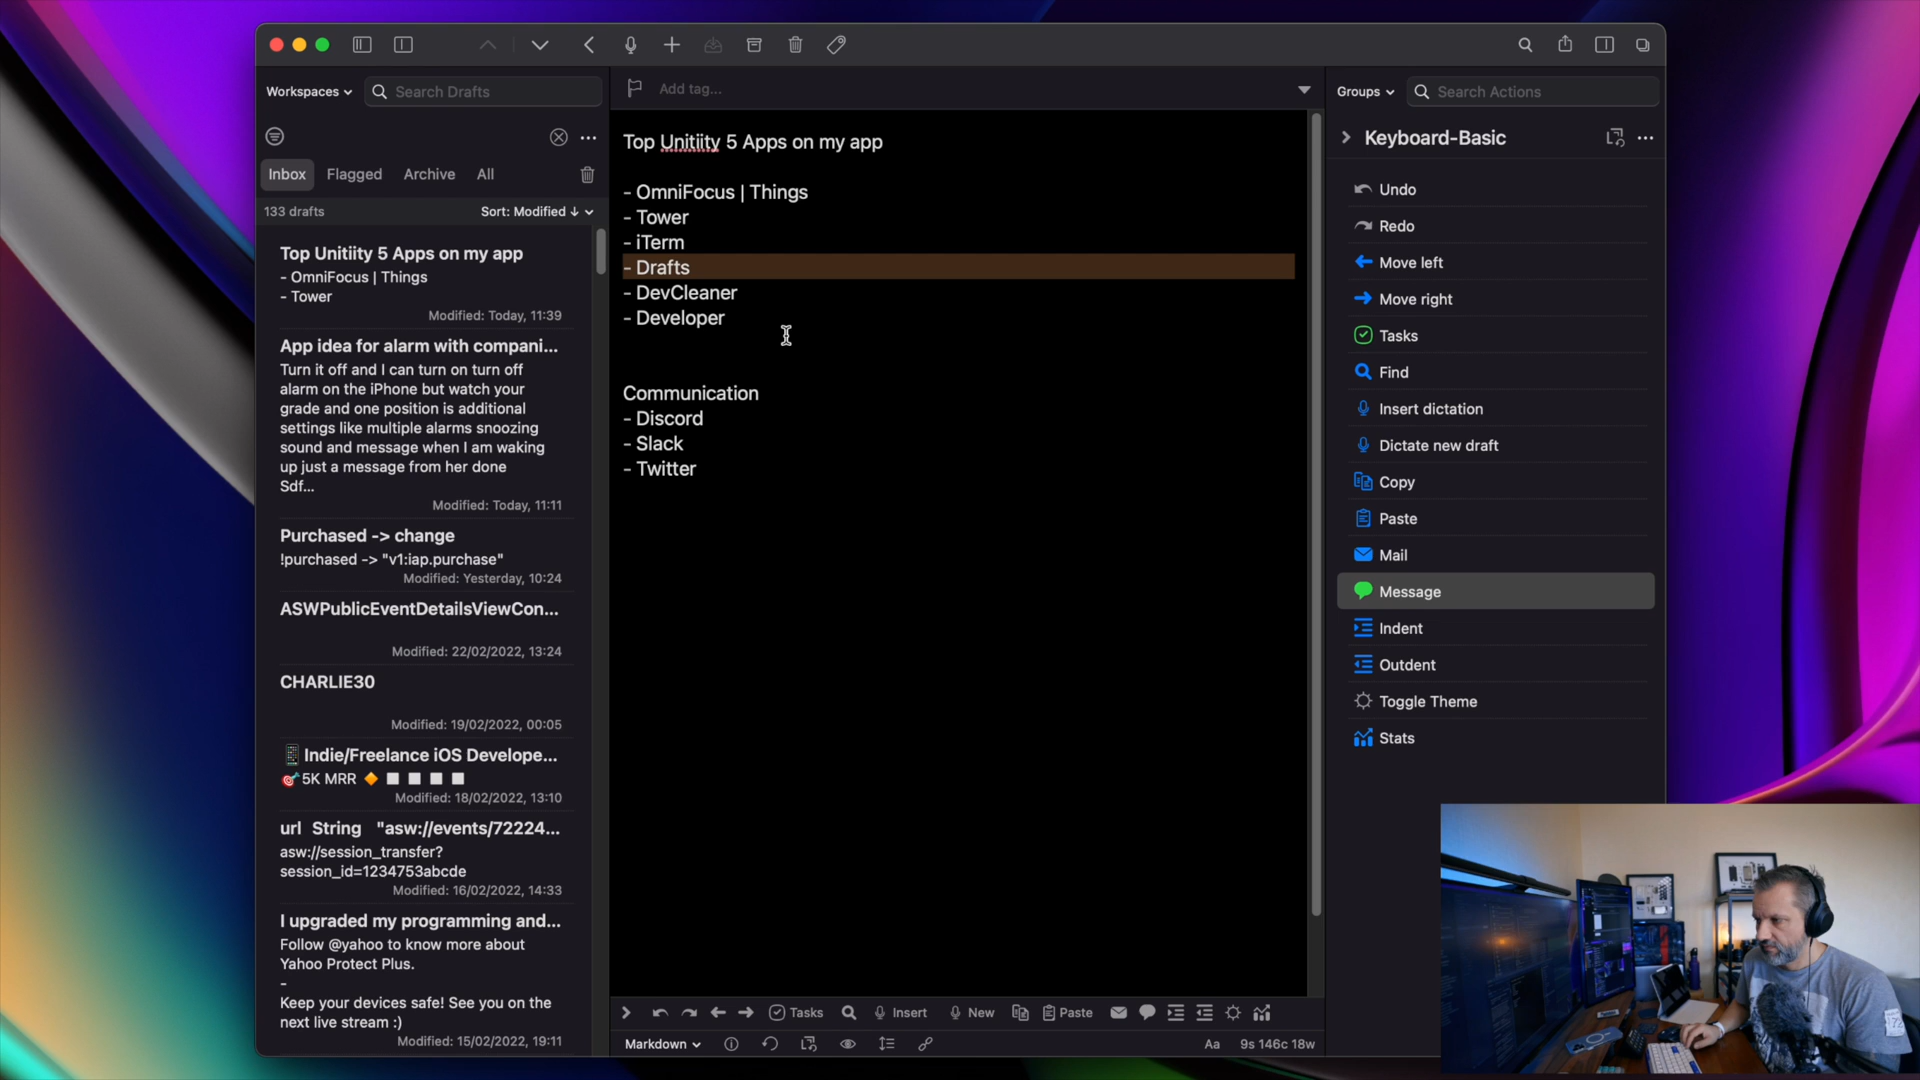 Workspaces
Search Drafts
Inbox
Flagged
Archive
All
133 drafts
Sort: Modified
Top Unitiity 5 Apps on my app
- OmniFocus | Things
- Tower
Modified: Today, 11:39
App idea for alarm with compani...
Turn it off and I can turn on turn off
alarm on the iPhone but watch your
grade and one position is additional
settings like multiple alarms snoozing
sound and message when I am waking
up just a message from her done
Sdf...
Modified: Today, 11:11
Purchased -> change
!purchased -> "v1:iap.purchase"
Modified: Yesterday, 10:24
ASWPublicEventDetailsViewCon...
Modified: 22/02/2022, 13:24
CHARLIE30
Modified: 19/02/2022, 00:05
Indie/Freelance iOS Develope...
5K MRR
Modified: 18/02/2022, 13:10
url String "asw://events/72224...
asw://session_transfer?
session_id=1234753abcde
Modified: 16/02/2022, 14:33
I upgraded my programming and...
Follow @yahoo to know more about
Yahoo Protect Plus.
-
Keep your devices safe! See you on the
next live stream :)
Modified: 15/02/2022, 19:11
Add tag...
Top Unitiity 5 Apps on my app
- OmniFocus | Things
- Tower
- iTerm
- Drafts
- DevCleaner
- Developer
Communication
- Discord
- Slack
- Twitter
Tasks
Insert
New
Paste
Markdown
Aa
9s 146c 18w
Groups
Search Actions
Keyboard-Basic
Undo
Redo
Move left
Move right
Tasks
Find
Insert dictation
Dictate new draft
Copy
Paste
Mail
Message
Indent
Outdent
Toggle Theme
Stats